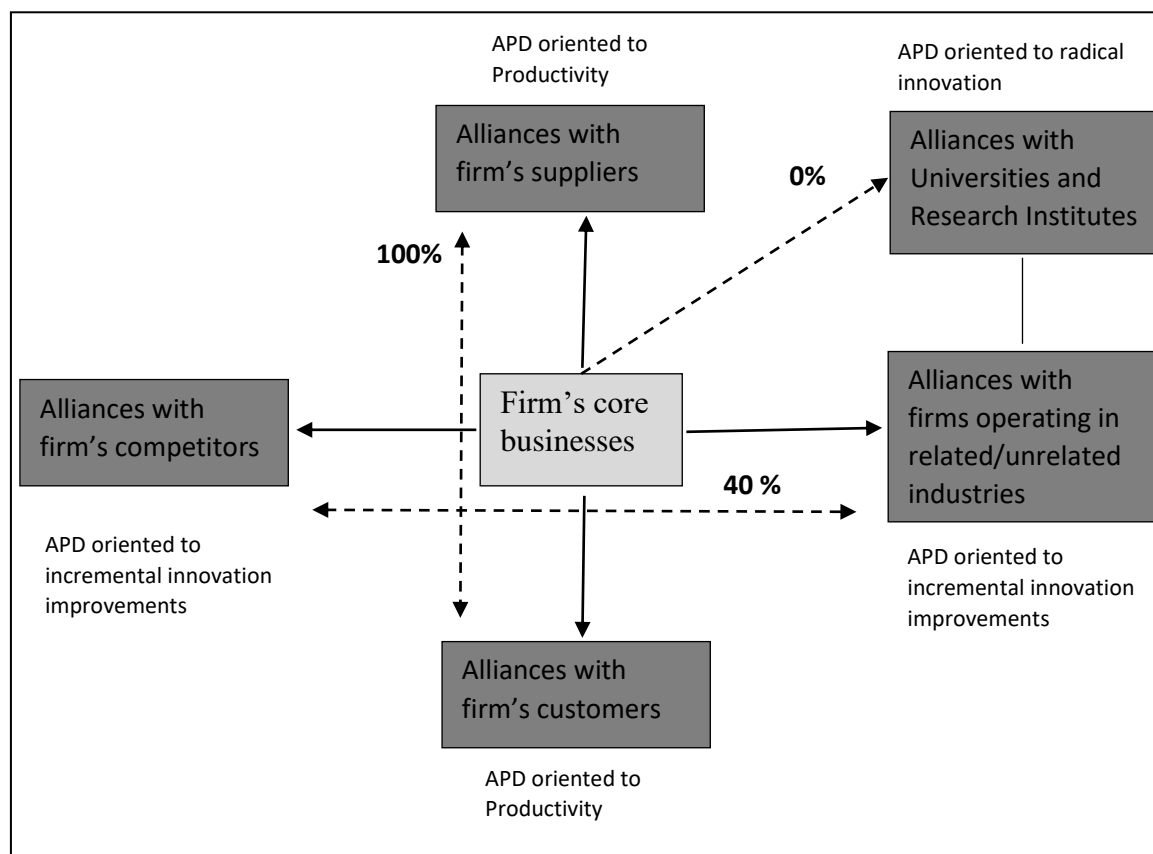 APD oriented to
Productivity
APD oriented to radical
innovation
Alliances with
firm's suppliers
Alliances with
Universities and
Research Institutes
0%
100%
Alliances with
firm's competitors
Firm's core
businesses
Alliances with
firms operating in
related/unrelated
industries
40 %
APD oriented to
incremental innovation
improvements
APD oriented to
incremental innovation
improvements
Alliances with
firm's customers
APD oriented to
Productivity